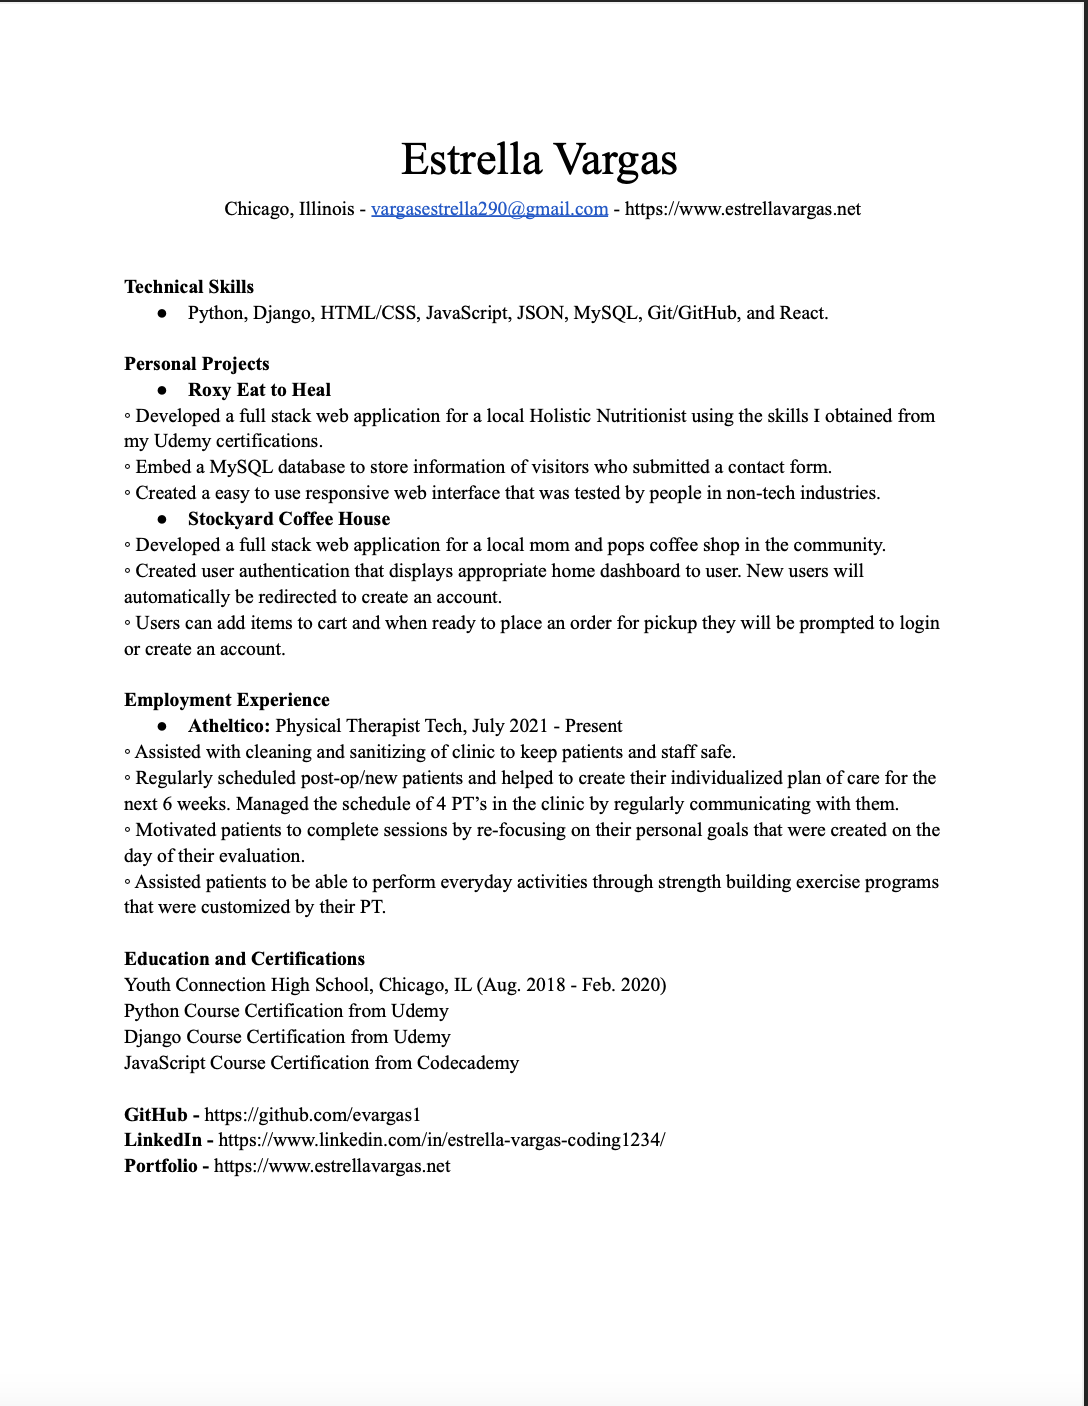 Estrella Vargas
Chicago, Illinois - vargasestrella290@gmail.com - https://www.estrellavargas.net
Technical Skills
● Python, Django, HTML/CSS, JavaScript, JSON, MySQL, Git/GitHub, and React.
Personal Projects
● Roxy Eat to Heal
◦ Developed a full stack web application for a local Holistic Nutritionist using the skills I obtained from
my Udemy certifications.
◦ Embed a MySQL database to store information of visitors who submitted a contact form.
◦ Created a easy to use responsive web interface that was tested by people in non-tech industries.
● Stockyard Coffee House
◦ Developed a full stack web application for a local mom and pops coffee shop in the community.
◦ Created user authentication that displays appropriate home dashboard to user. New users will
automatically be redirected to create an account.
◦ Users can add items to cart and when ready to place an order for pickup they will be prompted to login
or create an account.
Employment Experience
● Atheltico: Physical Therapist Tech, July 2021 - Present
◦ Assisted with cleaning and sanitizing of clinic to keep patients and staff safe.
◦ Regularly scheduled post-op/new patients and helped to create their individualized plan of care for the
next 6 weeks. Managed the schedule of 4 PT’s in the clinic by regularly communicating with them.
◦ Motivated patients to complete sessions by re-focusing on their personal goals that were created on the
day of their evaluation.
◦ Assisted patients to be able to perform everyday activities through strength building exercise programs
that were customized by their PT.
Education and Certifications
Youth Connection High School, Chicago, IL (Aug. 2018 - Feb. 2020)
Python Course Certification from Udemy
Django Course Certification from Udemy
JavaScript Course Certification from Codecademy
GitHub - https://github.com/evargas1
LinkedIn - https://www.linkedin.com/in/estrella-vargas-coding1234/
Portfolio - https://www.estrellavargas.net